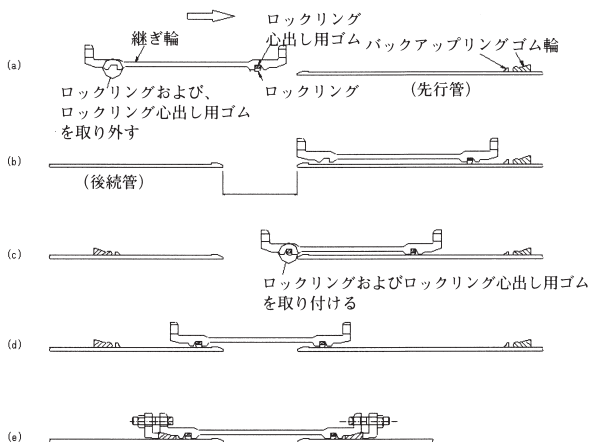 ロックリング
心出し用ゴム
継ぎ輪
バックアップリング ゴム輪
(a)
ロックリング
(先行管)
ロックリングおよび、
ロックリング心出し用ゴム
を取り外す
(b)
(後続管)
(c)
ロックリングおよびロックリング心出し用ゴム
を取り付ける
(d)
(e)